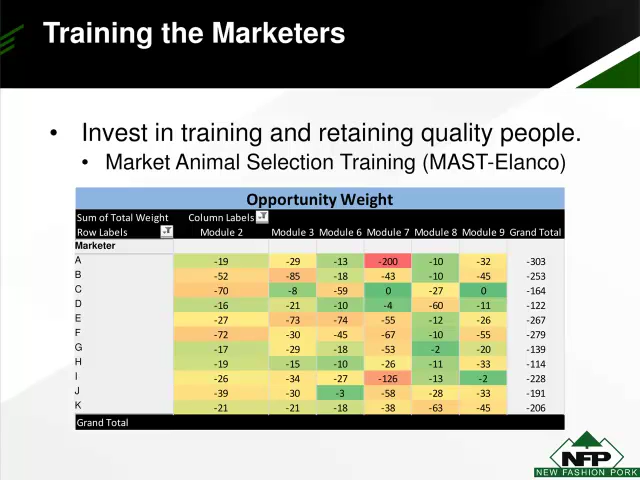 Training the Marketers
• Invest in training and retaining quality people.
• Market Animal Selection Training (MAST-Elanco)
Opportunity Weight
Sum of Total Weight Column Labels
Row Labels Module 2 Module 3 Module 6 Module 7 Module 8 Module 9 Grand Total
Marketer
A -19 -29 -13 -200 -10 -32 -303
B -52 -85 -18 -43 -10 -45 -253
C -70 -8 -59 0 -27 0 -164
D -16 -21 -10 -4 -60 -11 -122
E -27 -73 -74 -55 -12 -26 -267
F -72 -30 -45 -67 -10 -55 -279
G -17 -29 -18 -53 -2 -20 -139
H -19 -15 -10 -26 -11 -33 -114
I -26 -34 -27 -126 -13 -2 -228
J -39 -30 -3 -58 -28 -33 -191
K -21 -21 -18 -38 -63 -45 -206
Grand Total
NFP
NEW FASHION PORK